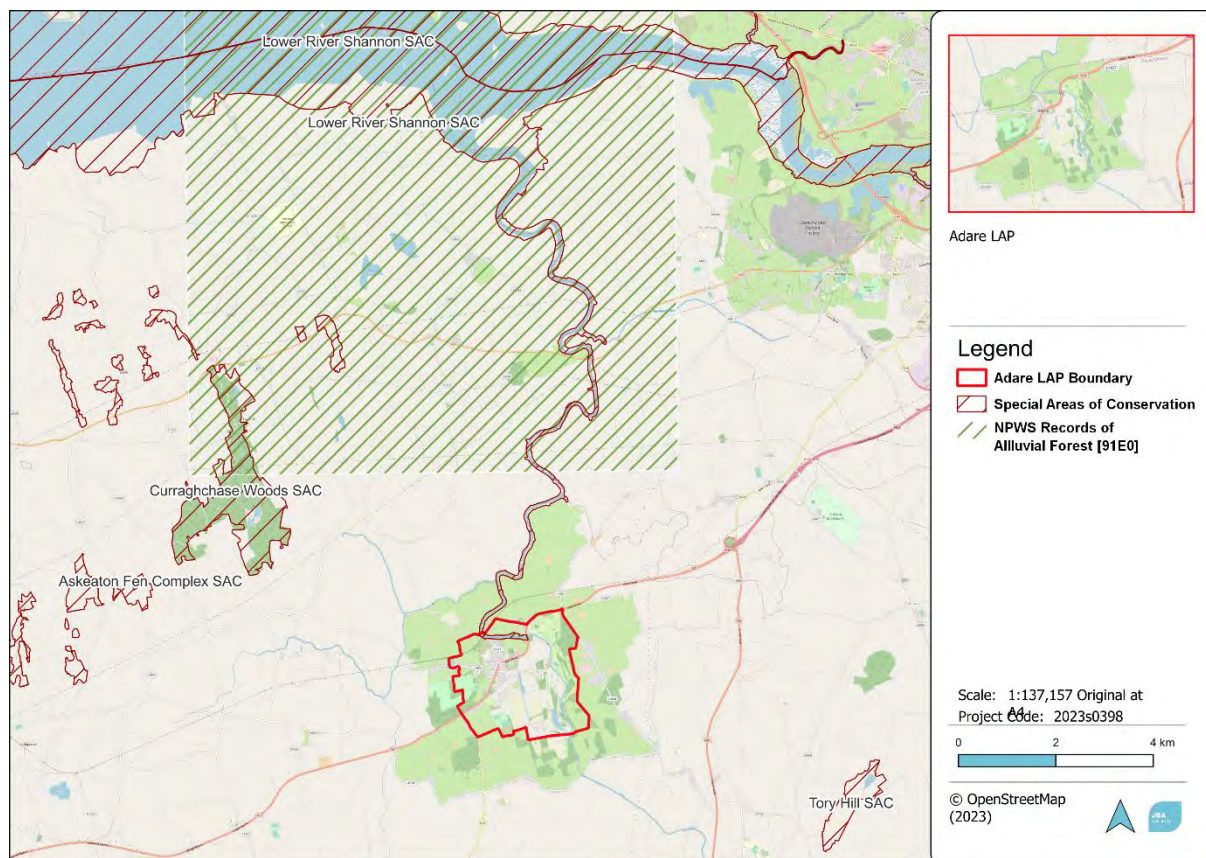 Lower River Shannon SAC
Lower River Shannon SAC
Curraghchase Woods SAC
Askeaton Fen Complex SAC
Tory Hill SAC
Adare LAP
Legend
Adare LAP Boundary
Special Areas of Conservation
NPWS Records of
Allluvial Forest [91E0]
Scale: 1:137,157 Original at
A4
Project Code: 2023s0398
0 2 4 km
© OpenStreetMap
(2023)
JBA